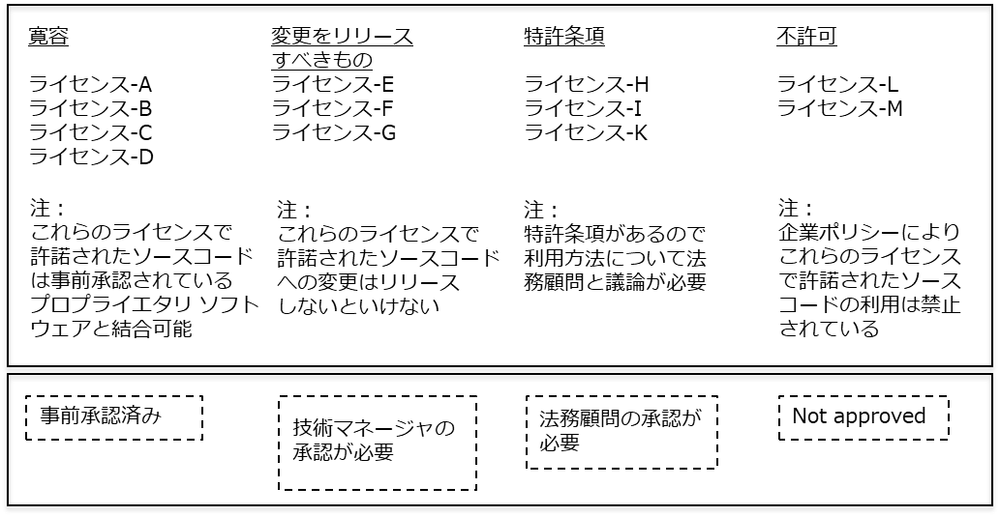 寛容
ライセンス-A
ライセンス-B
ライセンス-C
ライセンス-D
注：
これらのライセンスで
許諾されたソースコード
は事前承認されている
プロプライエタリ ソフト
ウェアと結合可能
変更をリリース
すべきもの
ライセンス-E
ライセンス-F
ライセンス-G
注：
これらのライセンスで
許諾されたソースコード
への変更はリリース
しないといけない
特許条項
ライセンス-H
ライセンス-I
ライセンス-K
注：
特許条項があるので
利用方法について法
務顧問と議論が必要
不許可
ライセンス-L
ライセンス-M
注：
企業ポリシーにより
これらのライセンス
で許諾されたソース
コードの利用は禁止
されている
事前承認済み
技術マネージャの
承認が必要
法務顧問の承認が
必要
Not approved